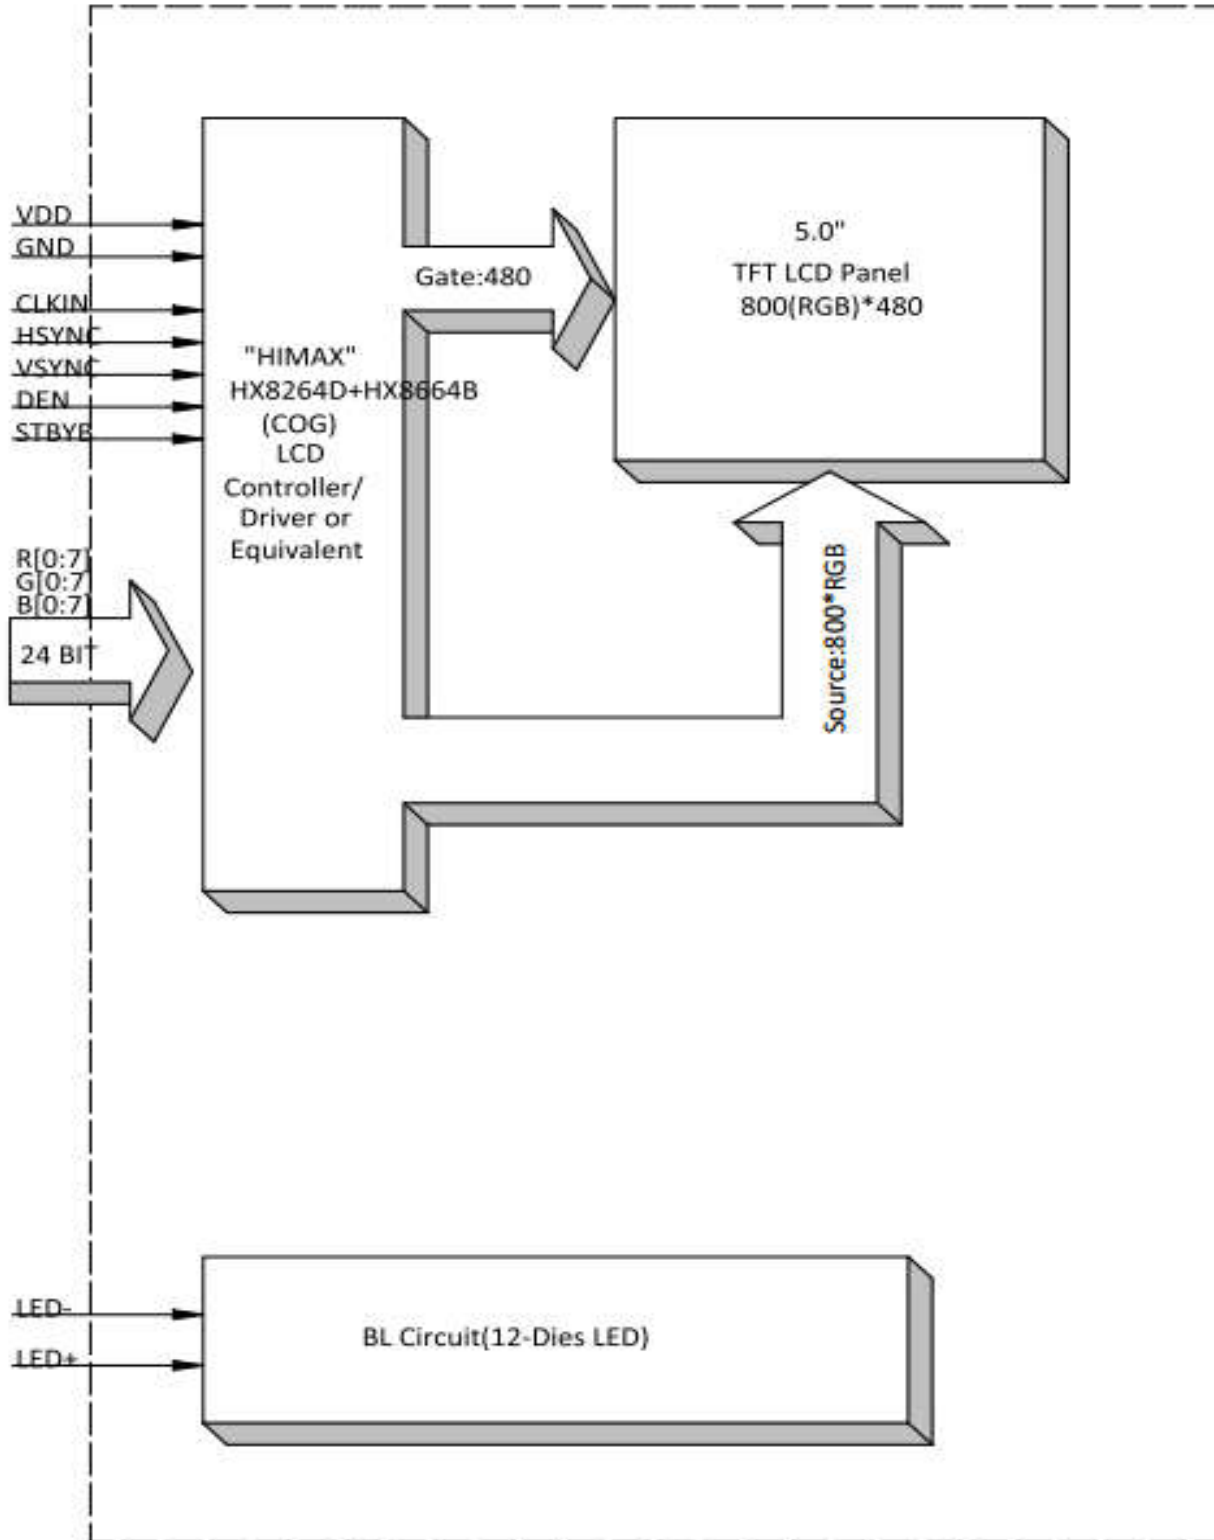 VDD
GND
CLKIN
HSYNC
VSYNC
DEN
STBYB
R[0:7]
G[0:7]
B[0:7]
24 BIT
"HIMAX"
HX8264D+HX8664B
(COG)
LCD
Controller/
Driver or
Equivalent
Gate:480
5.0"
TFT LCD Panel
800(RGB)*480
Source:800*RGB
LED-
LED+
BL Circuit(12-Dies LED)